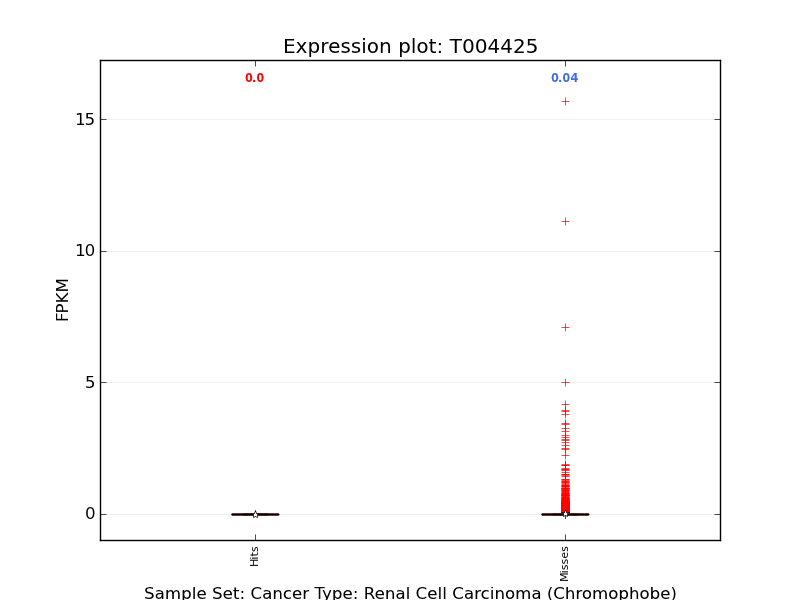 Expression plot: T004425
0.0 0.04
15
10
5
0
FPKM
Hits Misses
Sample Set: Cancer Type: Renal Cell Carcinoma (Chromophobe)